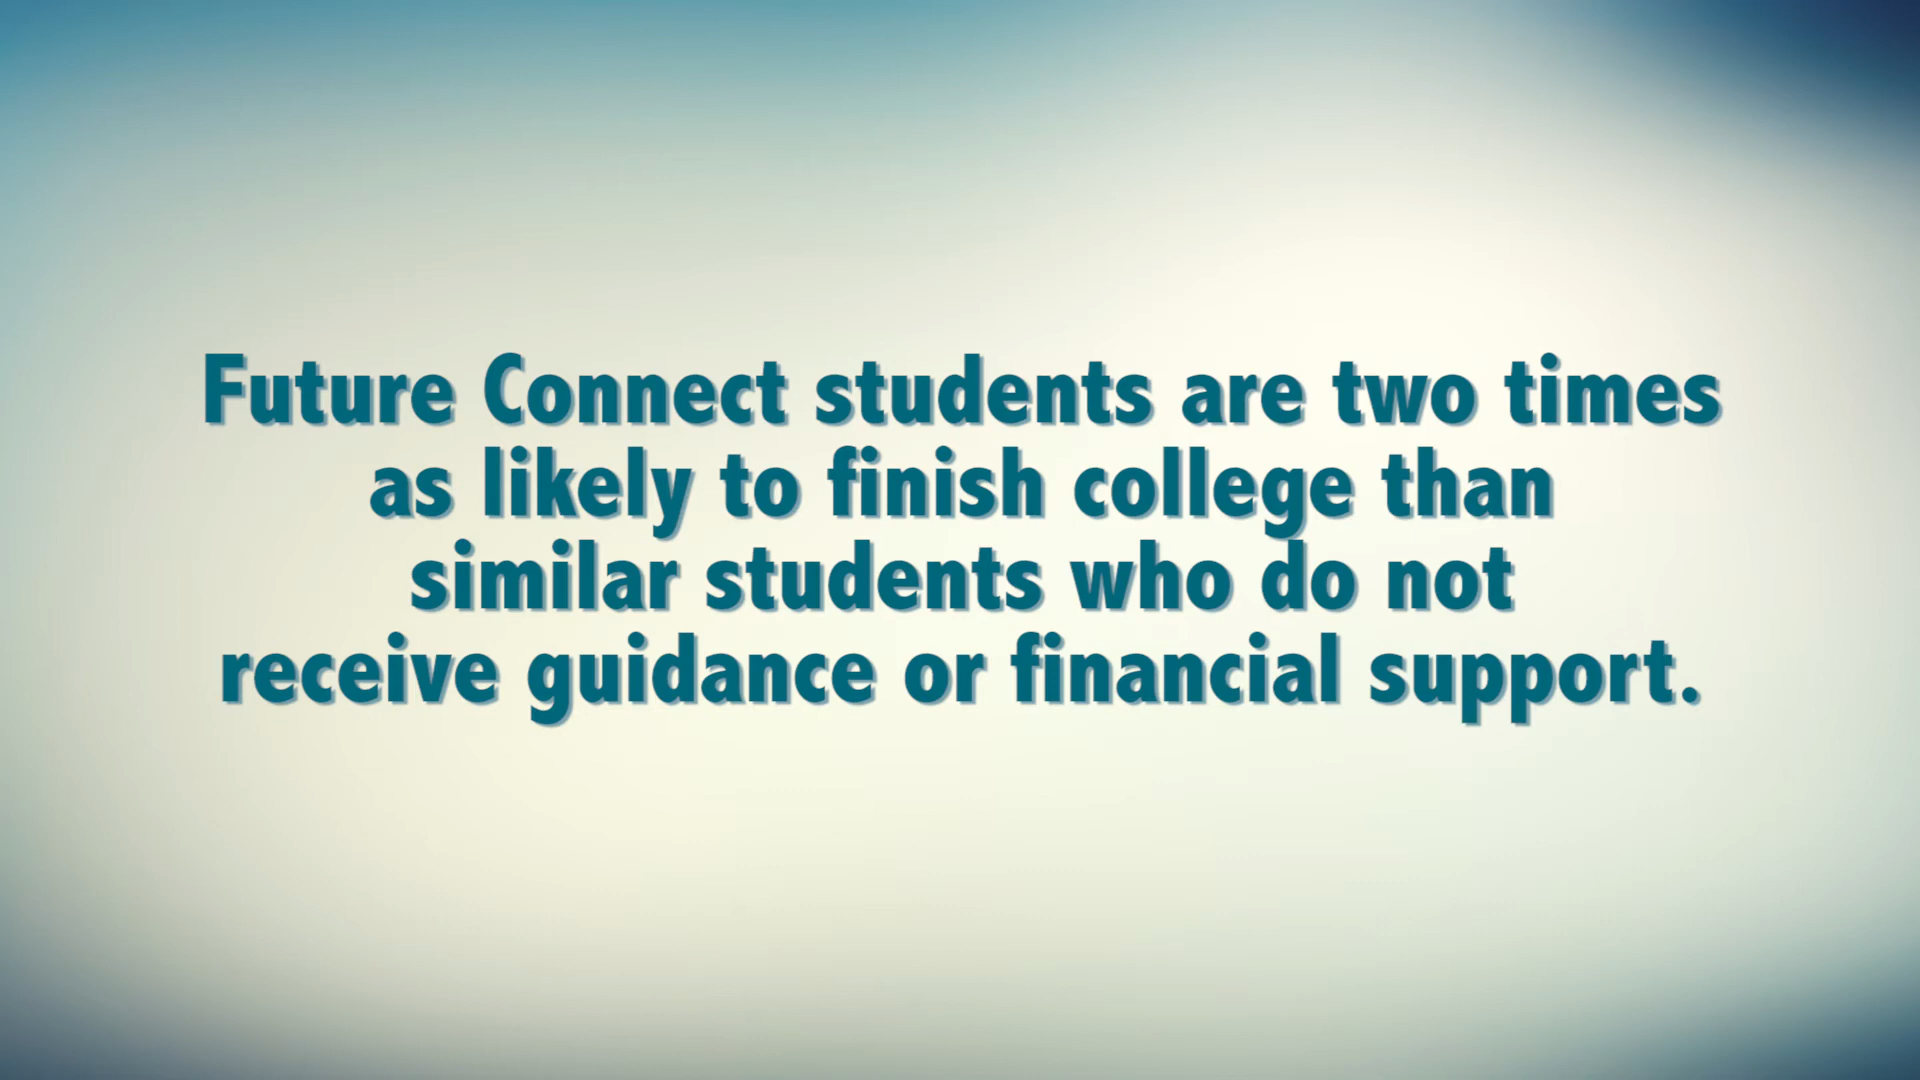 Future Connect students are two times
as likely to finish college than
similar students who do not
receive guidance or financial support.